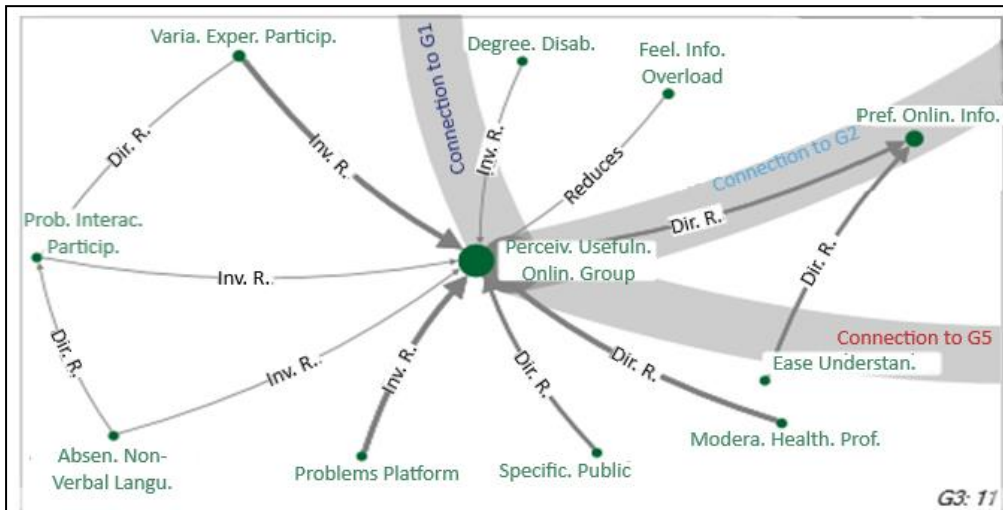 Varia. Exper. Particip.
Degree. Disab.
Feel. Info.
Overload
Pref. Onlin. Info.
Connection to G1
Connection to G2
Dir. R.
Inv. R.
Inv. R.
Reduces
Dir. R.
Prob. Interac.
Particip.
Perceiv. Usefuln.
Onlin. Group
Inv. R.
Dir. R.
Connection to G5
Ease Understan.
Dir. R.
Inv. R.
Inv. R.
Dir. R.
Dir. R.
Modera. Health. Prof.
Absen. Non-
Verbal Langu.
Problems Platform
Specific. Public
G3: 11